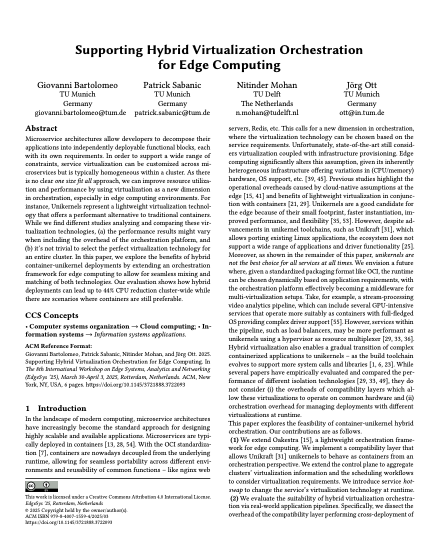 Supporting Hybrid Virtualization Orchestration
for Edge Computing
Giovanni Bartolomeo
TU Munich
Germany
giovanni.bartolomeo@tum.de
Patrick Sabanic
TU Munich
Germany
patrick.sabanic@tum.de
Nitinder Mohan
TU Delft
The Netherlands
n.mohan@tudelft.nl
Jörg Ott
TU Munich
Germany
ott@in.tum.de
Abstract
Microservice architectures allow developers to decompose their
applications into independently deployable functional blocks, each
with its own requirements. In order to support a wide range of
constraints, service virtualization can be customized across mi-
croservices but is typically homogeneous within a cluster. As there
is no clear one size fit all approach, we can improve resource utiliza-
tion and performance by using virtualization as a new dimension
in orchestration, especially in edge computing environments. For
instance, Unikernels represent a lightweight virtualization technol-
ogy that offers a performant alternative to traditional containers.
While we find different studies analyzing and comparing these vir-
tualization technologies, (a) the performance results might vary
when including the overhead of the orchestration platform, and
(b) it's not trivial to select the perfect virtualization technology for
an entire cluster. In this paper, we explore the benefits of hybrid
container-unikernel deployments by extending an orchestration
framework for edge computing to allow for seamless mixing and
matching of both technologies. Our evaluation shows how hybrid
deployments can lead up to 44% CPU reduction cluster-wide while
there are scenarios where containers are still preferable.
CCS Concepts
• Computer systems organization → Cloud computing; • In-
formation systems → Information systems applications.
ACM Reference Format:
Giovanni Bartolomeo, Patrick Sabanic, Nitinder Mohan, and Jörg Ott. 2025.
Supporting Hybrid Virtualization Orchestration for Edge Computing. In
The 8th International Workshop on Edge Systems, Analytics and Networking
(EdgeSys '25), March 30-April 3, 2025, Rotterdam, Netherlands. ACM, New
York, NY, USA, 6 pages. https://doi.org/10.1145/3721888.3722093
1 Introduction
In the landscape of modern computing, microservice architectures
have increasingly become the standard approach for designing
highly scalable and available applications. Microservices are typi-
cally deployed in containers [13, 28, 54]. With the OCI standardiza-
tion [7], containers are nowadays decoupled from the underlying
runtime, allowing for seamless portability across different envi-
ronments and reusability of common functions – like nginx web
This work is licensed under a Creative Commons Attribution 4.0 International License.
EdgeSys '25, Rotterdam, Netherlands
© 2025 Copyright held by the owner/author(s).
ACM ISBN 979-8-4007-1559-4/2025/03
https://doi.org/10.1145/3721888.3722093
servers, Redis, etc. This calls for a new dimension in orchestration,
where the virtualization technology can be chosen based on the
service requirements. Unfortunately, state-of-the-art still consid-
ers virtualization coupled with infrastructure provisioning. Edge
computing significantly alters this assumption, given its inherently
heterogeneous infrastructure offering variations in (CPU/memory)
hardware, OS support, etc. [39, 45]. Previous studies highlight the
operational overheads caused by cloud-native assumptions at the
edge [15, 41] and benefits of lightweight virtualization in conjunc-
tion with containers [21, 29]. Unikernels are a good candidate for
the edge because of their small footprint, faster instantiation, im-
proved performance, and flexibility [35, 53]. However, despite ad-
vancements in unikernel toolchains, such as Unikraft [31], which
allows porting existing Linux applications, the ecosystem does not
support a wide range of applications and driver functionality [25].
Moreover, as shown in the remainder of this paper, unikernels are
not the best choice for all services at all times. We envision a future
where, given a standardized packaging format like OCI, the runtime
can be chosen dynamically based on application requirements, with
the orchestration platform effectively becoming a middleware for
multi-virtualization setups. Take, for example, a stream-processing
video analytics pipeline, which can include several GPU-intensive
services that operate more suitably as containers with full-fledged
OS providing complex driver support [55]. However, services within
the pipeline, such as load balancers, may be more performant as
unikernels using a hypervisor as resource multiplexer [29, 33, 36].
Hybrid virtualization also enables a gradual transition of complex
containerized applications to unikernels – as the build toolchain
evolves to support more system calls and libraries [1, 6, 25]. While
several papers have empirically evaluated and compared the per-
formance of different isolation technologies [29, 33, 49], they do
not consider (i) the overheads of compatibility layers which al-
low these virtualizations to operate on common hardware and (ii)
orchestration overhead for managing deployments with different
virtualizations at runtime.
This paper explores the feasibility of container-unikernel hybrid
orchestration. Our contributions are as follows.
(1) We extend Oakestra [15], a lightweight orchestration frame-
work for edge computing. We implement a compatibility layer that
allows Unikraft [31] unikernels to behave as containers from an
orchestration perspective. We extend the control plane to aggregate
clusters' virtualization information and the scheduling workflows
to consider virtualization requirements. We introduce service hot-
swap to change the service's virtualization technology at runtime.
(2) We evaluate the suitability of hybrid virtualization orchestra-
tion via real-world application pipelines. Specifically, we dissect the
overhead of the compatibility layer performing cross-deployment of